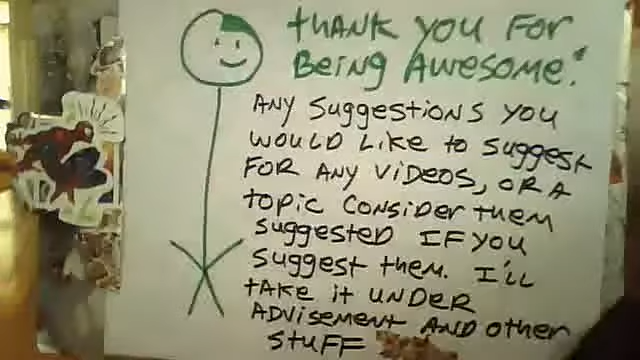 THANK YOU FOR
BEING AWESOME!
ANY SUGGESTIONS YOU
WOULD LIKE to SUGGEST
FOR ANY VIDEOS, OR A
topic CONSIDER tHEM
SUGGESTED IF YOU
SUGGEST tHEM. I'LL
tAKE it UNDER
ADVISEMENt AND OtHER
StUFF